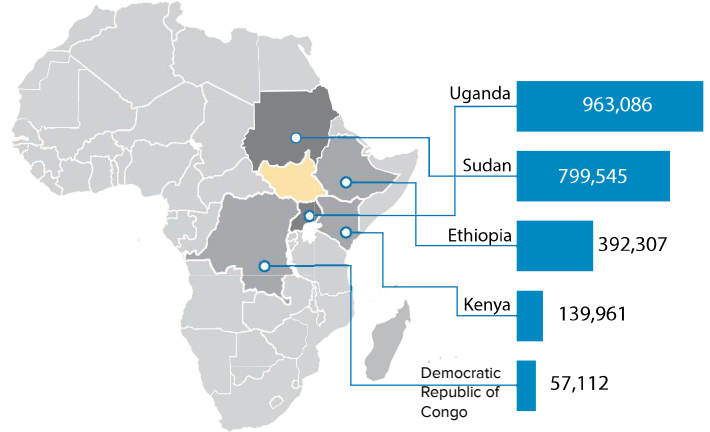 Uganda
963,086
Sudan
799,545
Ethiopia
392,307
Kenya
139,961
Democratic
Republic of
Congo
57,112